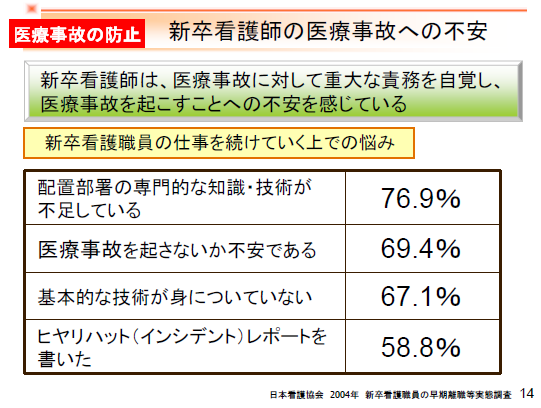 医療事故の防止
新卒看護師の医療事故への不安
新卒看護師は、医療事故に対して重大な責務を自覚し、
医療事故を起こすことへの不安を感じている
新卒看護職員の仕事を続けていく上での悩み
配置部署の専門的な知識・技術が
不足している
76.9%
医療事故を起さないか不安である
69.4%
基本的な技術が身についていない
67.1%
ヒヤリハット(インシデント)レポートを
書いた
58.8%
日本看護協会 2004年 新卒看護職員の早期離職等実態調査 14